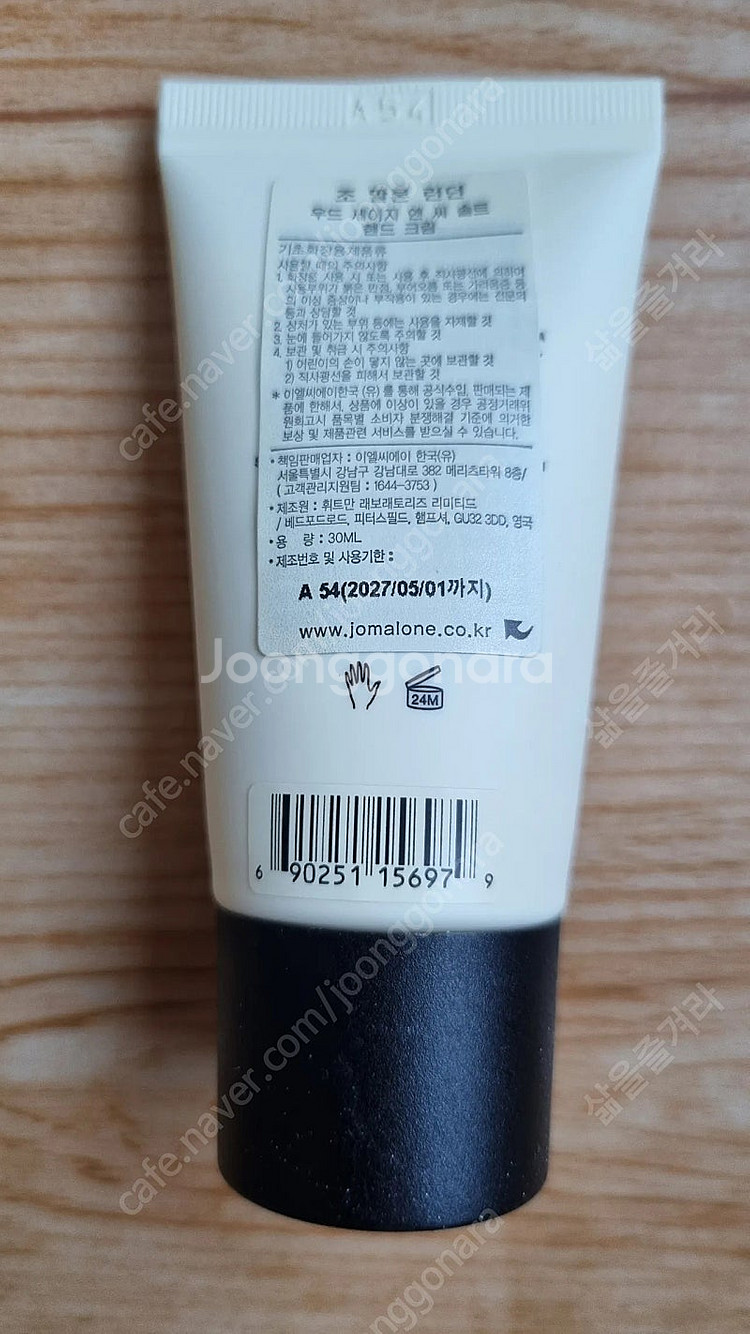 A54
조 말론 런던
우드 세이지 앤 씨 솔트
핸드 크림
기초화장용제품류
사용할 때의 주의사항
1. 화장품 사용 시 또는 사용 후 직사광선에 의하여
사용부위가 붉은 반점, 부어오름 또는 가려움증 등
의 이상 증상이나 부작용이 있는 경우에는 전문의
등과 상담할 것
2. 상처가 있는 부위 등에는 사용을 자제할 것
3. 눈에 들어가지 않도록 주의할 것
4. 보관 및 취급 시 주의사항
1) 어린이의 손이 닿지 않는 곳에 보관할 것
2) 직사광선을 피해서 보관할 것
* 이엘씨에이한국 (유) 를 통해 공식수입, 판매되는 제
품에 한해서, 상품에 이상이 있을 경우 공정거래위
원회고시 품목별 소비자 분쟁해결 기준에 의거한
보상 및 제품관련 서비스를 받으실 수 있습니다.
• 책임판매업자 : 이엘씨에이 한국(유)
서울특별시 강남구 강남대로 382 메리츠타워 8층/
( 고객관리지원팀 : 1644-3753 )
• 제조원 : 휘트만 래보래토리즈 리미티드
/ 베드포드로드, 피터스필드, 햄프셔, GU32 3DD, 영국
• 용 량 : 30ML
• 제조번호 및 사용기한 :
A 54(2027/05/01까지)
www.jomalone.co.kr
Joonggonara
24M
6 90251 15697 9
cafe.naver.com/joonggonara
삶을즐겨라
삶을즐겨라
삶을즐겨라